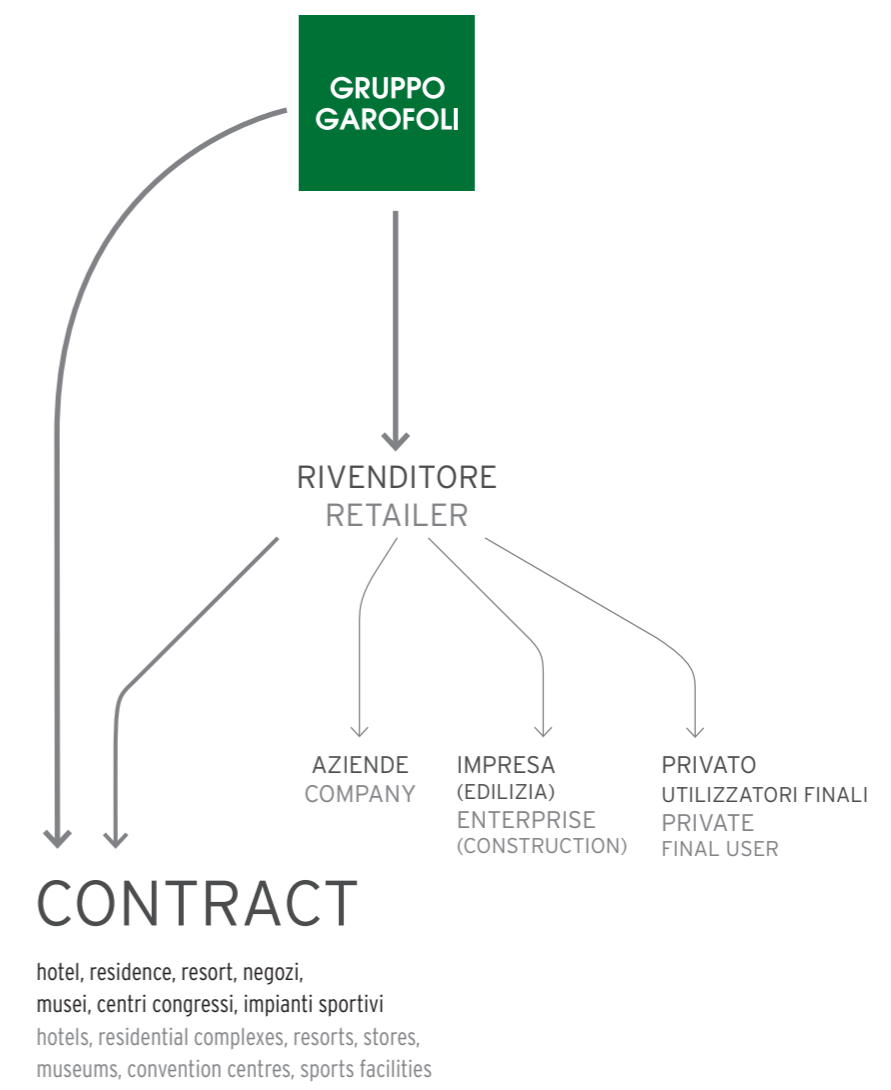 GRUPPO
GAROFOLI
RIVENDITORE
RETAILER
AZIENDE
COMPANY
IMPRESA
(EDILIZIA)
ENTERPRISE
(CONSTRUCTION)
PRIVATO
UTILIZZATORI FINALI
PRIVATE
FINAL USER
CONTRACT
hotel, residence, resort, negozi,
musei, centri congressi, impianti sportivi
hotels, residential complexes, resorts, stores,
museums, convention centres, sports facilities